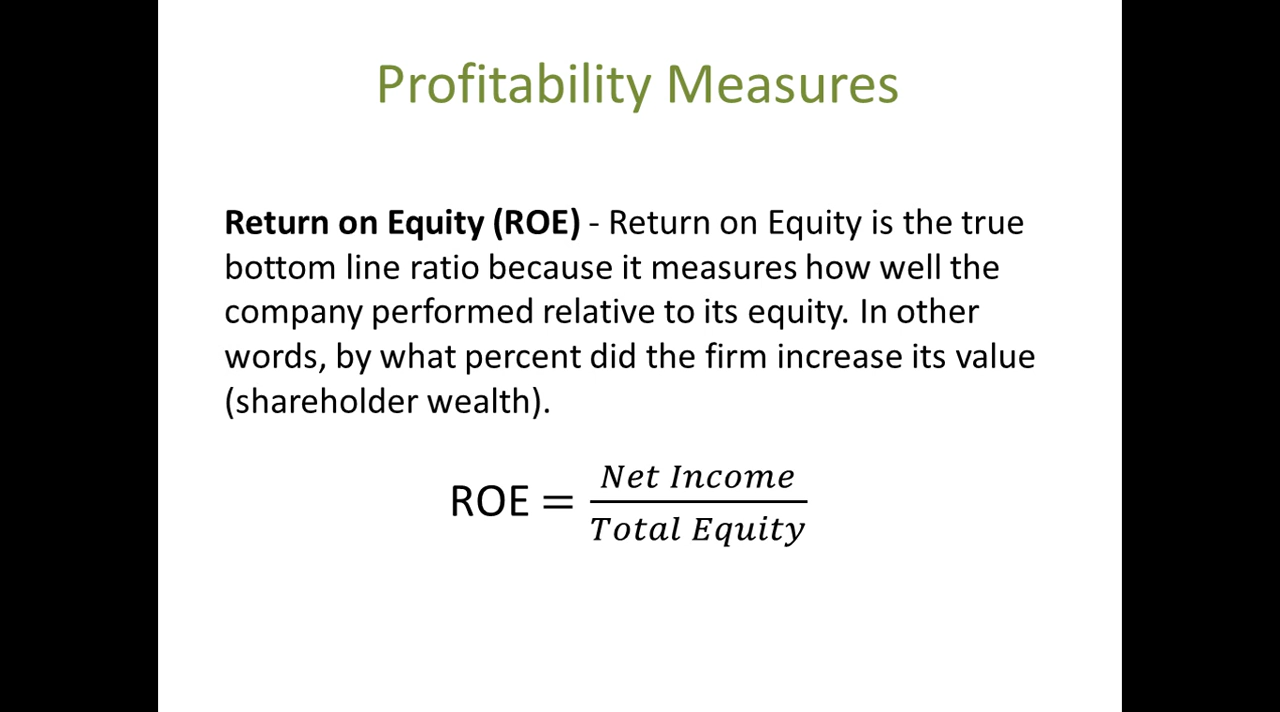 Profitability Measures
Return on Equity (ROE) - Return on Equity is the true
bottom line ratio because it measures how well the
company performed relative to its equity. In other
words, by what percent did the firm increase its value
(shareholder wealth).
ROE = Net Income / Total Equity